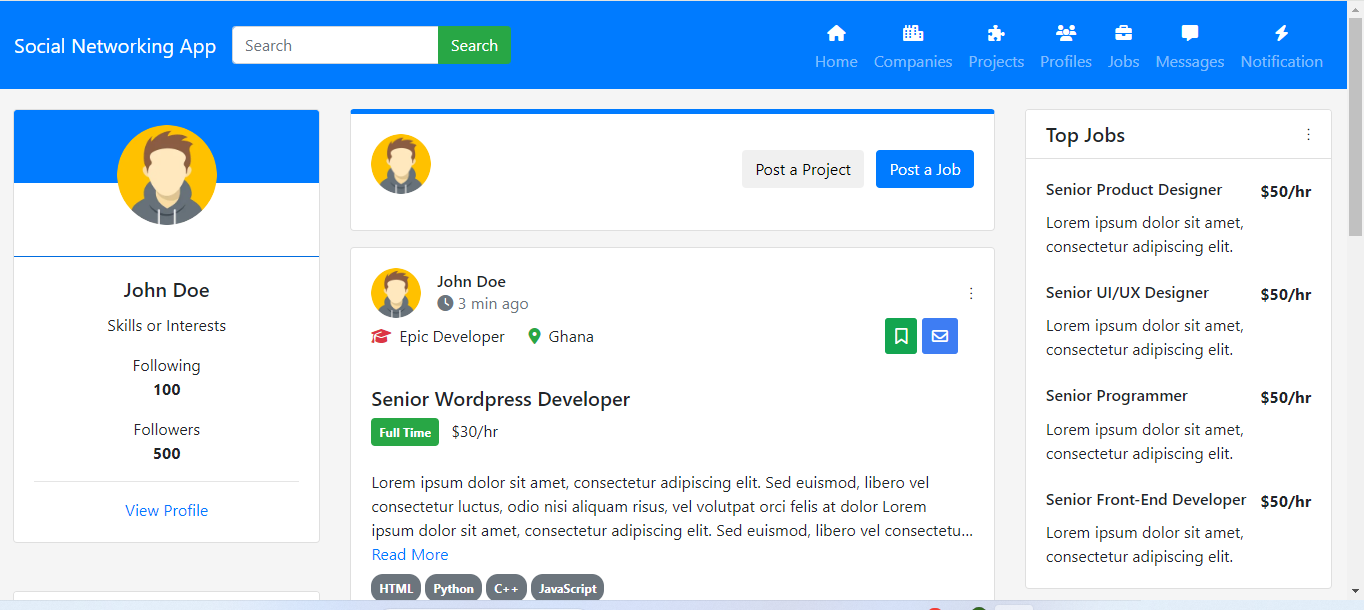 Social Networking App
Search
Search
Home
Companies
Projects
Profiles
Jobs
Messages
Notification
John Doe
Skills or Interests
Following
100
Followers
500
View Profile
Post a Project
Post a Job
John Doe
3 min ago
Epic Developer
Ghana
Senior Wordpress Developer
Full Time
$30/hr
Lorem ipsum dolor sit amet, consectetur adipiscing elit. Sed euismod, libero vel
consectetur luctus, odio nisi aliquam risus, vel volutpat orci felis at dolor Lorem
ipsum dolor sit amet, consectetur adipiscing elit. Sed euismod, libero vel consectetu...
Read More
HTML
Python
C++
JavaScript
Top Jobs
Senior Product Designer
$50/hr
Lorem ipsum dolor sit amet,
consectetur adipiscing elit.
Senior UI/UX Designer
$50/hr
Lorem ipsum dolor sit amet,
consectetur adipiscing elit.
Senior Programmer
$50/hr
Lorem ipsum dolor sit amet,
consectetur adipiscing elit.
Senior Front-End Developer
$50/hr
Lorem ipsum dolor sit amet,
consectetur adipiscing elit.